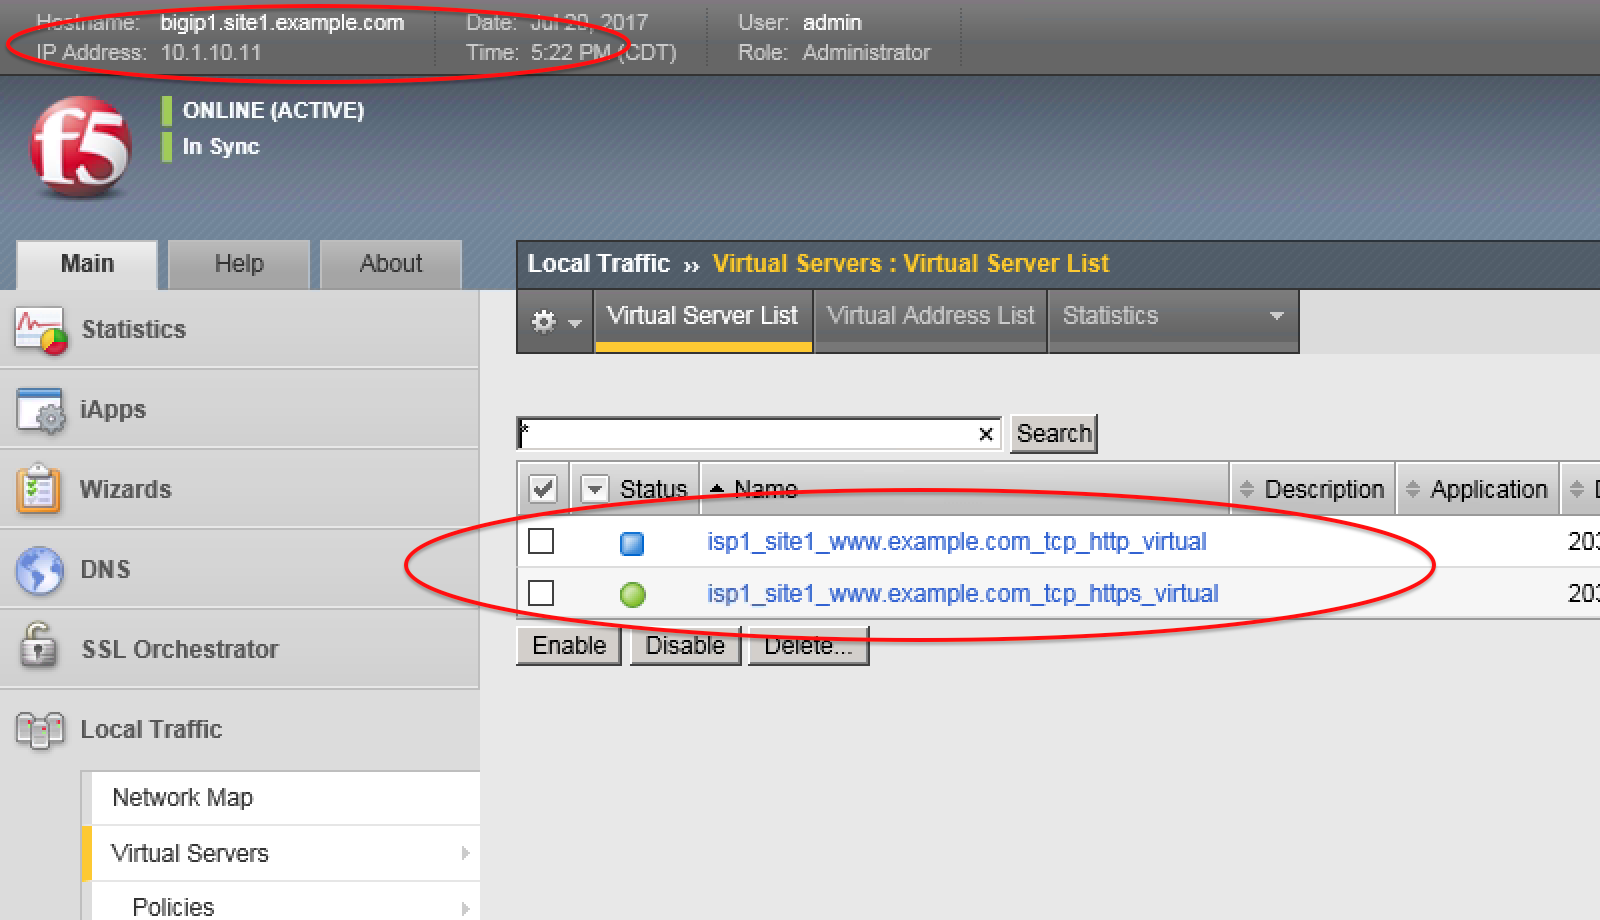 Hostname: bigip1.site1.example.com Date: Jul 20, 2017 User: admin
IP Address: 10.1.10.11 Time: 5:22 PM (CDT) Role: Administrator
f5
ONLINE (ACTIVE)
In Sync
Main Help About
Local Traffic ›› Virtual Servers : Virtual Server List
Virtual Server List Virtual Address List Statistics
Statistics
iApps
Wizards
DNS
SSL Orchestrator
Local Traffic
Network Map
Virtual Servers
Policies
* × Search
Status Name Description Application
isp1_site1_www.example.com_tcp_http_virtual 203
isp1_site1_www.example.com_tcp_https_virtual 203
Enable Disable Delete...